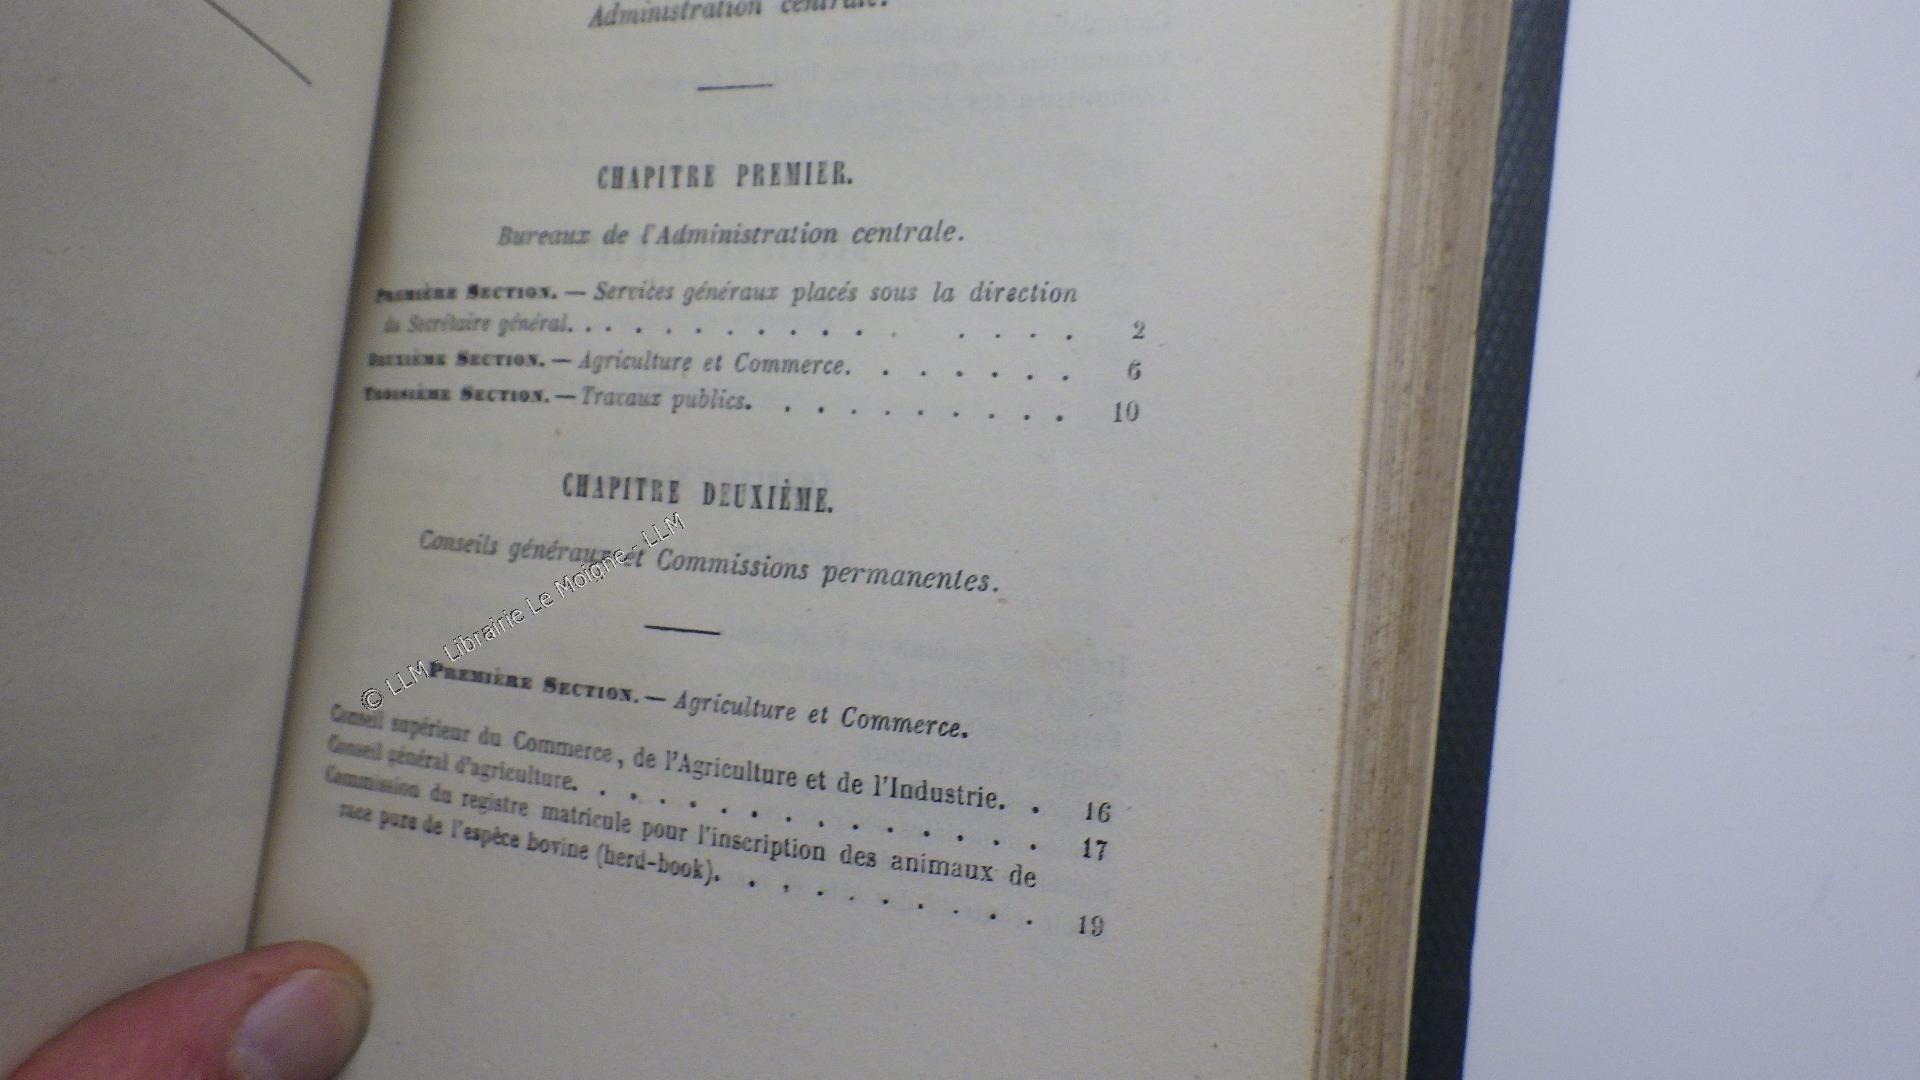 Administration centrale.
CHAPITRE PREMIER.
Bureaux de l'Administration centrale.
PREMIÈRE SECTION. — Services généraux placés sous la direction
du Secrétaire général. . . . . . . . . . . . . . . . 2
DEUXIÈME SECTION. — Agriculture et Commerce. . . . . . . 6
TROISIÈME SECTION. — Travaux publics. . . . . . . . . . 10
CHAPITRE DEUXIÈME.
Conseils généraux et Commissions permanentes.
PREMIÈRE SECTION. — Agriculture et Commerce.
Conseil supérieur du Commerce, de l'Agriculture et de l'Industrie. . 16
Conseil général d'agriculture. . . . . . . . . . . . . . . 17
Commission du registre matricule pour l'inscription des animaux de
race pure de l'espèce bovine (herd-book). . . . . . . . . . 19
© LLM - Librairie Le Moigne - LLM